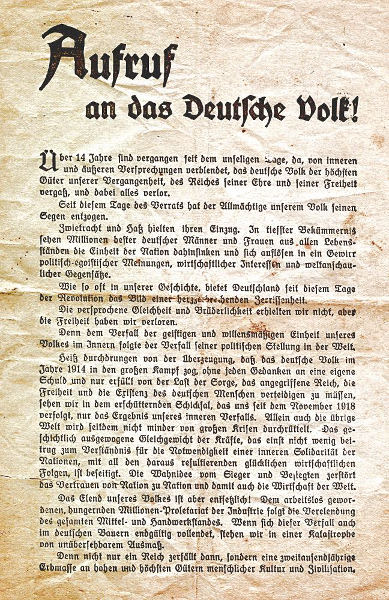 Aufruf
an das Deutsche Volk!
Über 14 Jahre sind vergangen seit dem unseligen Tage, da, von inneren
und äußeren Versprechungen verblendet, das deutsche Volk der höchsten
Güter unserer Vergangenheit, des Reiches seiner Ehre und seiner Freiheit
vergaß, und dabei alles verlor.
Seit diesem Tage des Verrats hat der Allmächtige unserem Volk seinen
Segen entzogen.
Zwietracht und Haß hielten ihren Einzug. In tiefster Bekümmernis
sehen Millionen bester deutscher Männer und Frauen aus allen Lebens-
ständen die Einheit der Nation dahinsinken und sich auflösen in ein Gewirr
politisch-egoistischer Meinungen, wirtschaftlicher Interessen und weltanschau-
licher Gegensätze.
Wie so oft in unserer Geschichte, bietet Deutschland seit diesem Tage
der Revolution das Bild einer herzbrechenden Zerrissenheit.
Die versprochene Gleichheit und Brüderlichkeit erhielten wir nicht, aber
die Freiheit haben wir verloren.
Denn dem Verfall der geistigen und willensmäßigen Einheit unseres
Volkes im Innern folgte der Verfall seiner politischen Stellung in der Welt.
Heiß durchdrungen von der Überzeugung, daß das deutsche Volk im
Jahre 1914 in den großen Kampf zog, ohne jeden Gedanken an eine eigene
Schuld und nur erfüllt von der Last der Sorge, das angegriffene Reich, die
Freiheit und die Existenz des deutschen Menschen verteidigen zu müssen,
sehen wir in dem erschütternden Schicksal, das uns seit dem November 1918
verfolgt, nur das Ergebnis unseres inneren Verfalls. Allein auch die übrige
Welt wird seitdem nicht minder von großen Krisen durchrüttelt. Das ge-
schichtlich ausgewogene Gleichgewicht der Kräfte, das einst nicht wenig bei-
trug zum Verständnis für die Notwendigkeit einer inneren Solidarität der
Nationen, mit all den daraus resultierenden glücklichen wirtschaftlichen
Folgen, ist beseitigt. Die Wahnidee von Sieger und Besiegten zerstört
das Vertrauen von Nation zu Nation und damit auch die Wirtschaft der Welt.
Das Elend unseres Volkes ist aber entsetzlich! Dem arbeitslos gewor-
denen, hungernden Millionen-Proletariat der Industrie folgt die Verelendung
des gesamten Mittel- und Handwerkstandes. Wenn sich dieser Verfall auch
im deutschen Bauern endgültig vollendet, stehen wir in einer Katastrophe
von unübersehbarem Ausmaß.
Denn nicht nur ein Reich zerfällt dann, sondern eine zweitausendjährige
Erbmasse an hohen und höchsten Gütern menschlicher Kultur und Zivilisation.